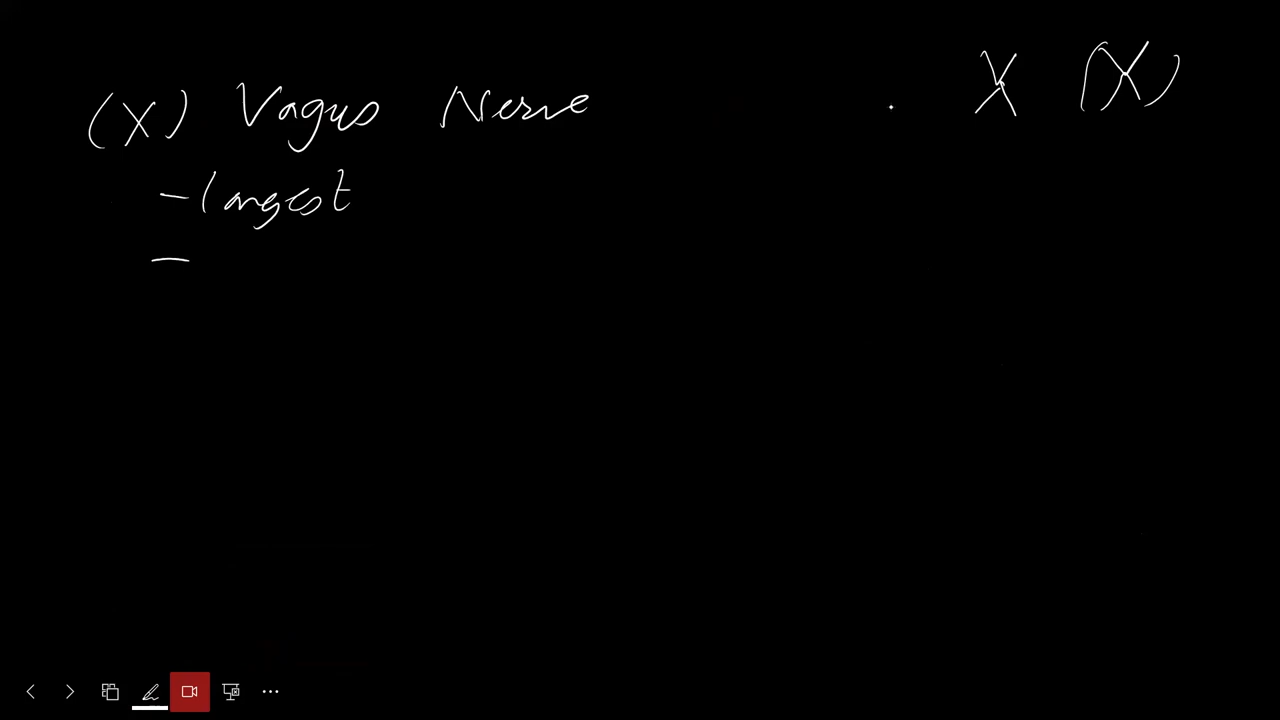 (X) Vagus Nerve
- largest
-
X (X)